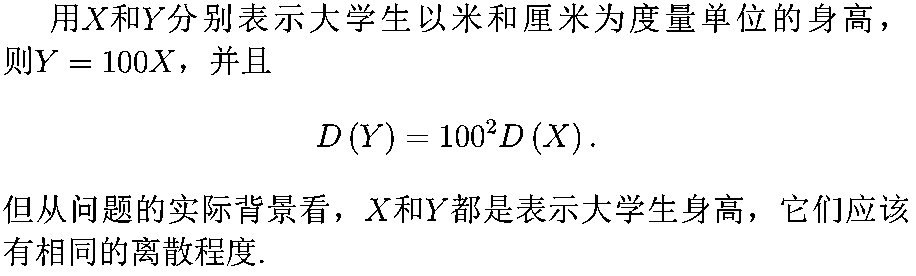 用X和Y分别表示大学生以米和厘米为度量单位的身高，
则Y = 100X，并且
D (Y) = 100²D (X) .
但从问题的实际背景看，X和Y都是表示大学生身高，它们应该
有相同的离散程度.